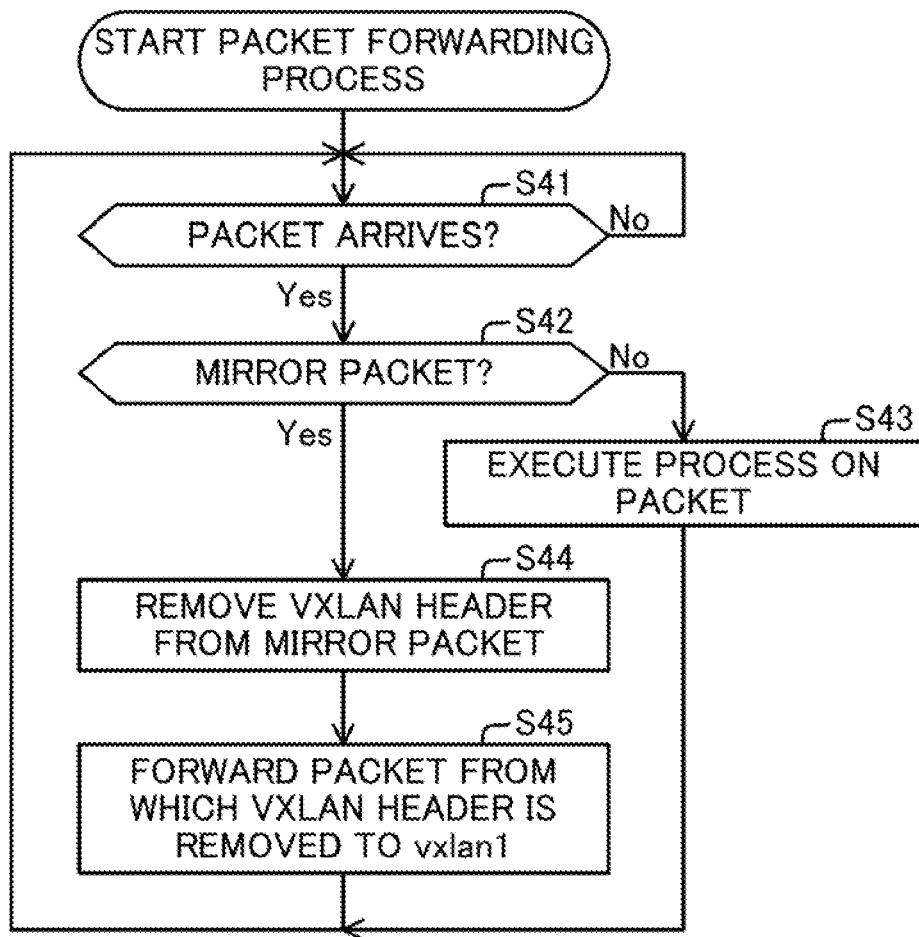 START PACKET FORWARDING
PROCESS
S41
PACKET ARRIVES?
No
Yes
S42
MIRROR PACKET?
No
Yes
S43
EXECUTE PROCESS ON
PACKET
S44
REMOVE VXLAN HEADER
FROM MIRROR PACKET
S45
FORWARD PACKET FROM
WHICH VXLAN HEADER IS
REMOVED TO vxlan1